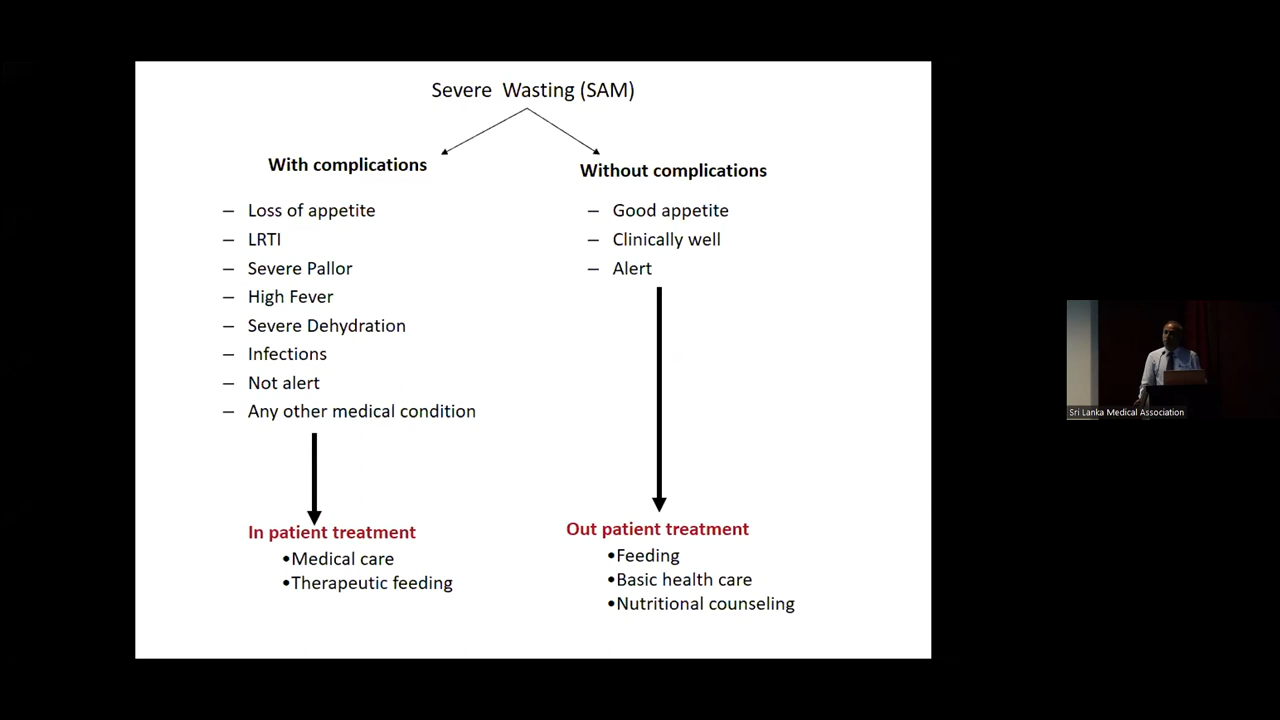 Severe Wasting (SAM)
With complications
– Loss of appetite
– LRTI
– Severe Pallor
– High Fever
– Severe Dehydration
– Infections
– Not alert
– Any other medical condition
In patient treatment
•Medical care
•Therapeutic feeding
Without complications
– Good appetite
– Clinically well
– Alert
Out patient treatment
•Feeding
•Basic health care
•Nutritional counseling
Sri Lanka Medical Association